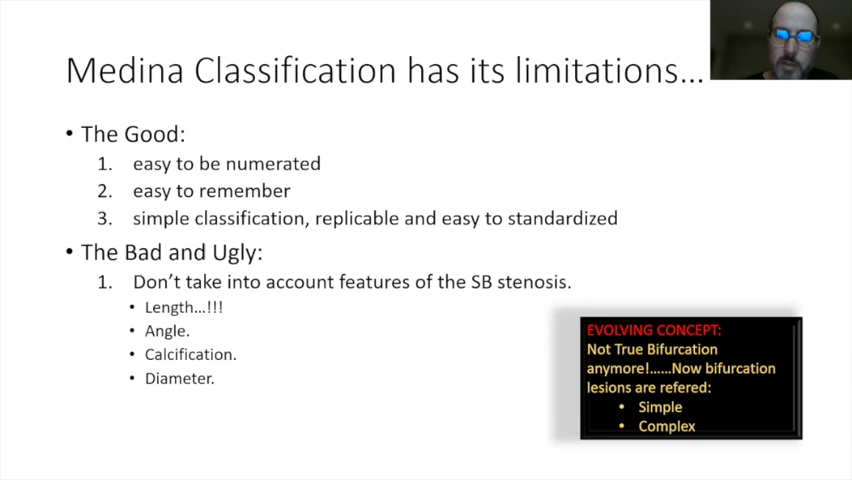 Medina Classification has its limitations...
• The Good:
1. easy to be numerated
2. easy to remember
3. simple classification, replicable and easy to standardized
• The Bad and Ugly:
1. Don't take into account features of the SB stenosis.
• Length...!!!
• Angle.
• Calcification.
• Diameter.
EVOLVING CONCEPT:
Not True Bifurcation
anymore!......Now bifurcation
lesions are refered:
• Simple
• Complex